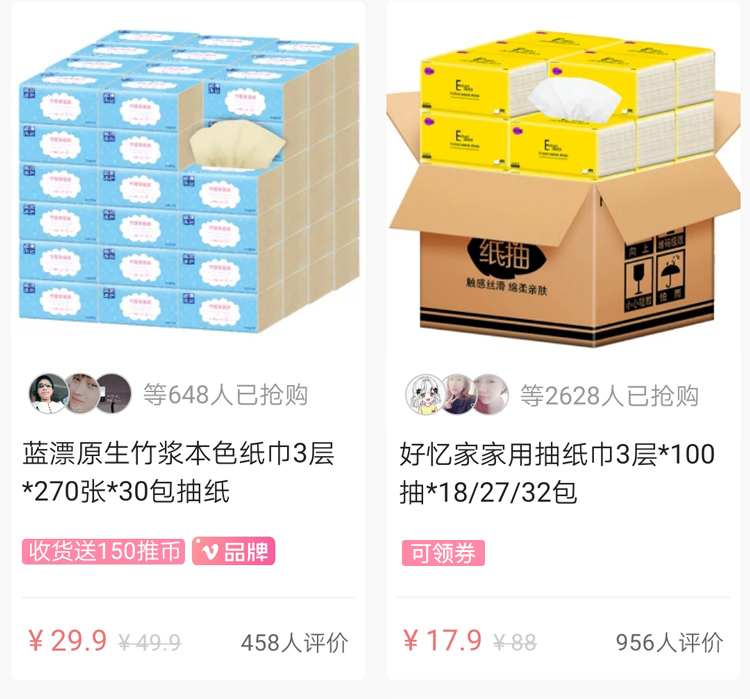 纸抽
触感丝滑 绵柔亲肤
向上
堆码极限
小心轻放
怕雨
等648人已抢购
等2628人已抢购
蓝漂原生竹浆本色纸巾3层
*270张*30包抽纸
好忆家家用抽纸巾3层*100
抽*18/27/32包
收货送150推币
V品牌
可领券
¥29.9 ¥49.9 458人评价
¥17.9 ¥88 956人评价